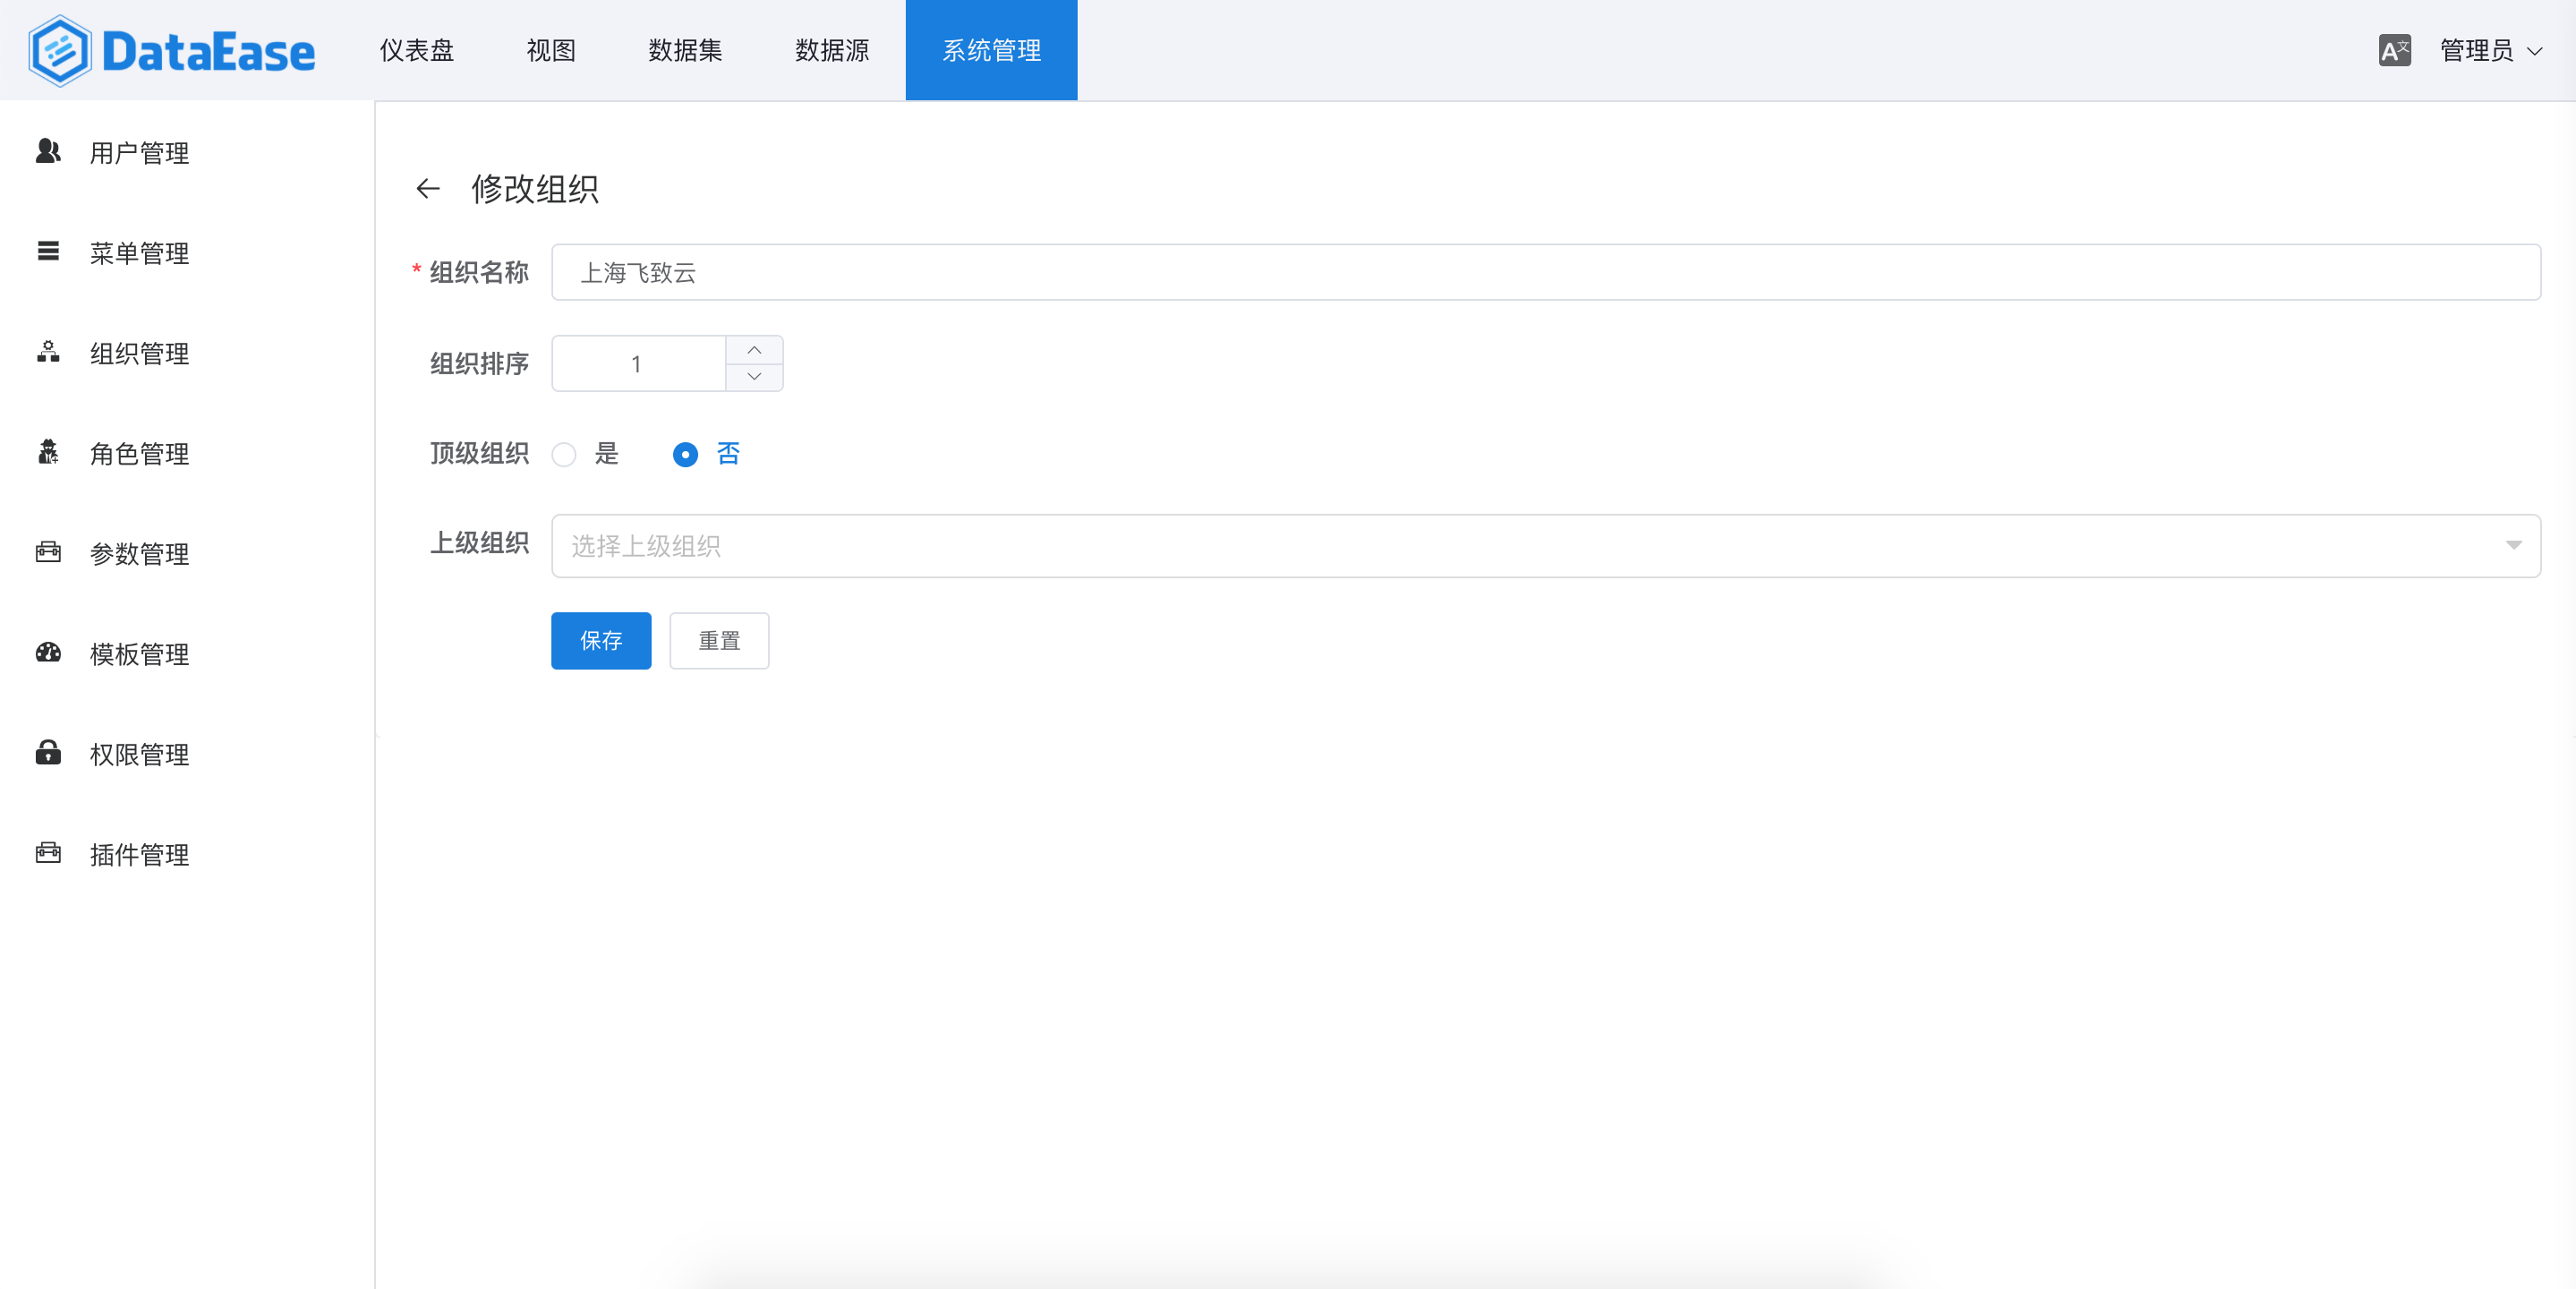 DataEase 仪表盘 视图 数据集 数据源 系统管理 管理员
用户管理
菜单管理
组织管理
角色管理
参数管理
模板管理
权限管理
插件管理
修改组织
* 组织名称 上海飞致云
组织排序 1
顶级组织 是 否
上级组织 选择上级组织
保存 重置